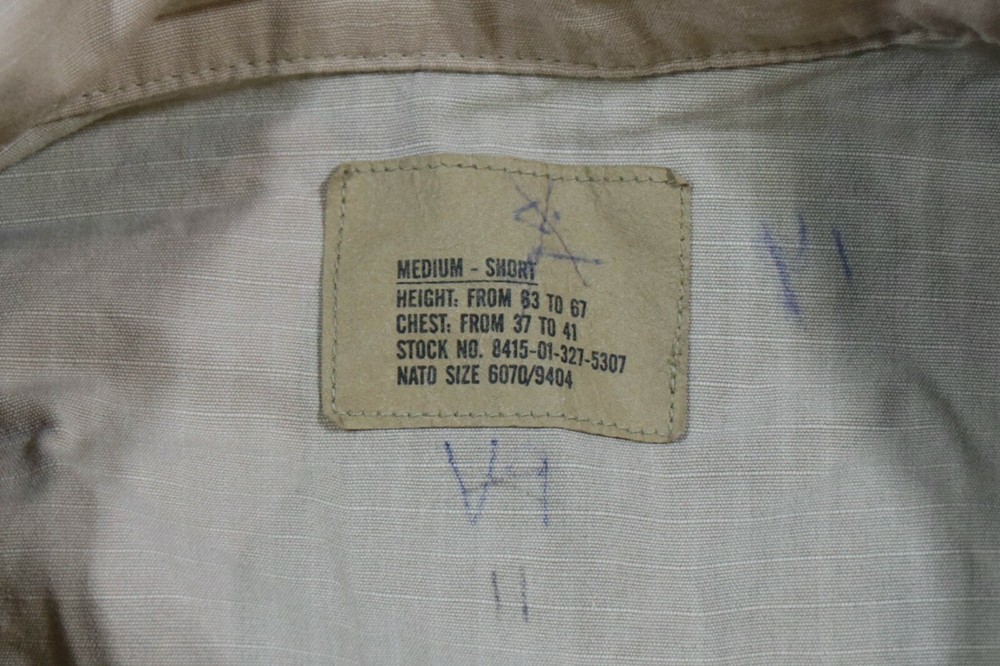 MEDIUM - SHORT
HEIGHT: FROM 63 TO 67
CHEST: FROM 37 TO 41
STOCK NO. 8415-01-327-5307
NATO SIZE 6070/9404